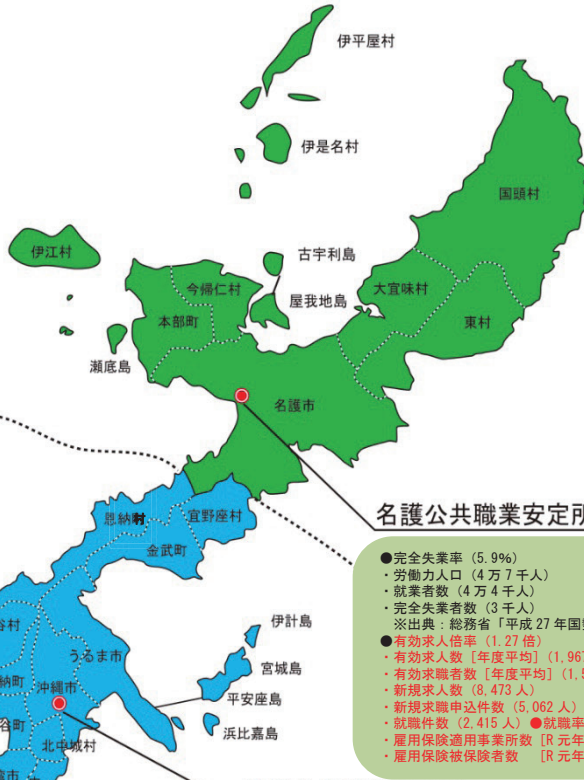 伊平屋村
伊是名村
国頭村
伊江村
古宇利島
今帰仁村
大宜味村
屋我地島
本部町
東村
瀬底島
名護市
恩納村
宜野座村
名護公共職業安定所
金武町
●完全失業率（5.9%）
・労働力人口（4万7千人）
・就業者数（4万4千人）
・完全失業者数（3千人）
※出典：総務省「平成27年国
●有効求人倍率（1.27倍）
・有効求人数［年度平均］（1,967
・有効求職者数［年度平均］（1,5
・新規求人数（8,473人）
・新規求職申込件数（5,062人）
・就職件数（2,415人）●就職率
・雇用保険適用事業所数［R元年
・雇用保険被保険者数　［R元年
伊計島
谷村
うるま市
宮城島
納町
沖縄市
平安座島
谷町
浜比嘉島
北中城村